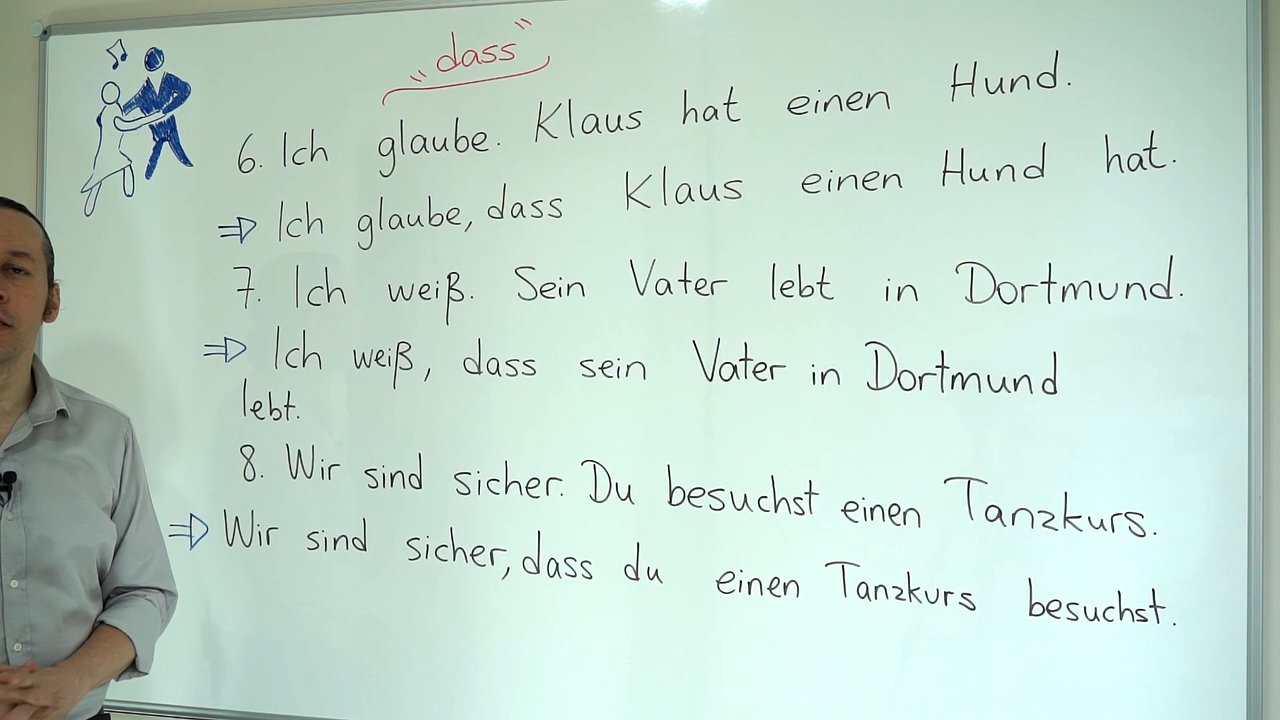 „dass“
6. Ich glaube. Klaus hat einen Hund.
⇒ Ich glaube, dass Klaus einen Hund hat.
7. Ich weiß. Sein Vater lebt in Dortmund.
⇒ Ich weiß, dass sein Vater in Dortmund
lebt.
8. Wir sind sicher. Du besuchst einen Tanzkurs.
⇒ Wir sind sicher, dass du einen Tanzkurs besuchst.